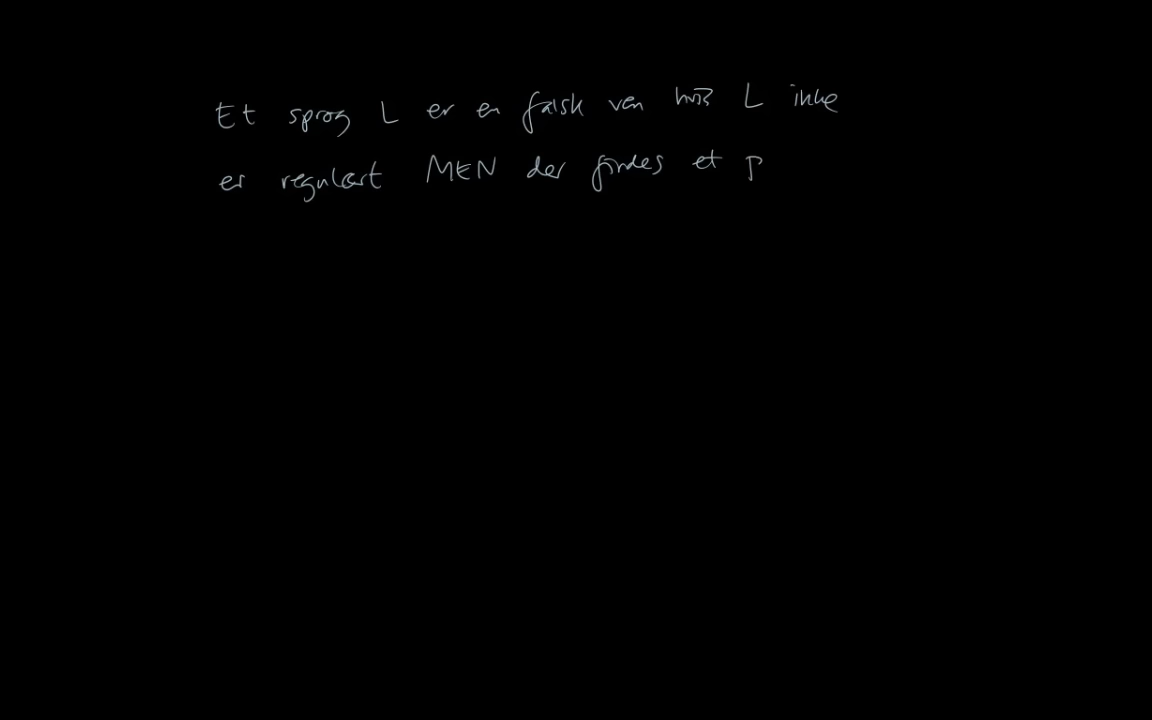 Et sprog L er en falsk ven hvis L ikke
er regulært MEN der findes et p